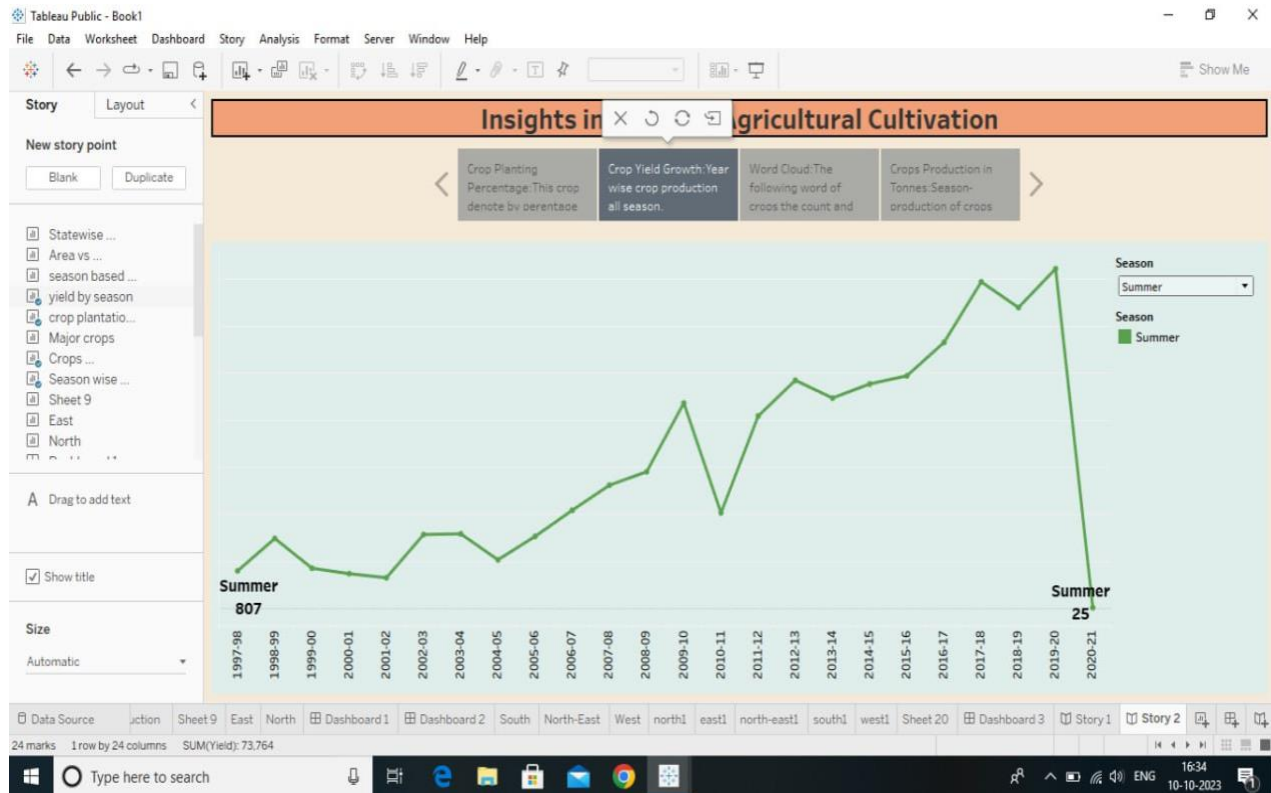 Tableau Public - Book1
File Data Worksheet Dashboard Story Analysis Format Server Window Help
Show Me
Story Layout
New story point
Blank Duplicate
Statewise ...
Area vs ...
season based ...
yield by season
crop plantatio...
Major crops
Crops ...
Season wise ...
Sheet 9
East
North
A Drag to add text
Show title
Size
Automatic
Insights in gricultural Cultivation
Crop Planting
Percentage:This crop
denote by perentage
Crop Yield Growth:Year
wise crop production
all season.
Word Cloud:The
following word of
crops the count and
Crops Production in
Tonnes:Season-
production of crops
Season
Summer
Season
Summer
Summer
807
Summer
25
1997-98
1998-99
1999-00
2000-01
2001-02
2002-03
2003-04
2004-05
2005-06
2006-07
2007-08
2008-09
2009-10
2010-11
2011-12
2012-13
2013-14
2014-15
2015-16
2016-17
2017-18
2018-19
2019-20
2020-21
Data Source uction Sheet 9 East North Dashboard 1 Dashboard 2 South North-East West north1 east1 north-east1 south1 west1 Sheet 20 Dashboard 3 Story 1 Story 2
24 marks 1 row by 24 columns SUM(Yield): 73,764
Type here to search
ENG
16:34
10-10-2023
1